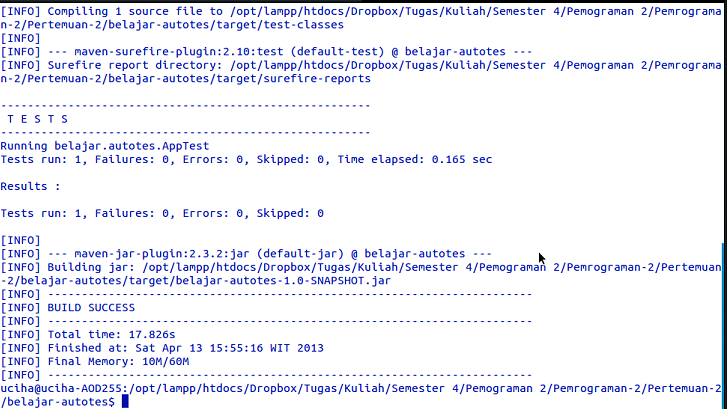 [INFO] Compiling 1 source file to /opt/lampp/htdocs/Dropbox/Tugas/Kuliah/Semester 4/Pemograman 2/Pemrograma
n-2/Pertemuan-2/belajar-autotes/target/test-classes
[INFO]
[INFO] --- maven-surefire-plugin:2.10:test (default-test) @ belajar-autotes ---
[INFO] Surefire report directory: /opt/lampp/htdocs/Dropbox/Tugas/Kuliah/Semester 4/Pemograman 2/Pemrograma
n-2/Pertemuan-2/belajar-autotes/target/surefire-reports
-------------------------------------------------------
T E S T S
-------------------------------------------------------
Running belajar.autotes.AppTest
Tests run: 1, Failures: 0, Errors: 0, Skipped: 0, Time elapsed: 0.165 sec
Results :
Tests run: 1, Failures: 0, Errors: 0, Skipped: 0
[INFO]
[INFO] --- maven-jar-plugin:2.3.2:jar (default-jar) @ belajar-autotes ---
[INFO] Building jar: /opt/lampp/htdocs/Dropbox/Tugas/Kuliah/Semester 4/Pemograman 2/Pemrograman-2/Pertemuan
-2/belajar-autotes/target/belajar-autotes-1.0-SNAPSHOT.jar
[INFO] ------------------------------------------------------------------------
[INFO] BUILD SUCCESS
[INFO] ------------------------------------------------------------------------
[INFO] Total time: 17.826s
[INFO] Finished at: Sat Apr 13 15:55:16 WIT 2013
[INFO] Final Memory: 10M/60M
[INFO] ------------------------------------------------------------------------
uciha@uciha-AOD255:/opt/lampp/htdocs/Dropbox/Tugas/Kuliah/Semester 4/Pemograman 2/Pemrograman-2/Pertemuan-2
/belajar-autotes$